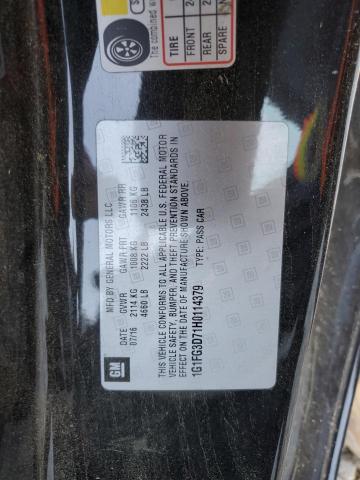 The combined w
TIRE
FRONT
REAR
SPARE
MFD BY GENERAL MOTORS LLC
DATE GVWR GAWR FRT GAWR RR
07/16 2114 KG 1008 KG 1106 KG
4660 LB 2222 LB 2438 LB
THIS VEHICLE CONFORMS TO ALL APPLICABLE U.S. FEDERAL MOTOR
VEHICLE SAFETY, BUMPER, AND THEFT PREVENTION STANDARDS IN
EFFECT ON THE DATE OF MANUFACTURE SHOWN ABOVE.
1G1FG3D71H0114379 TYPE: PASS CAR
GM